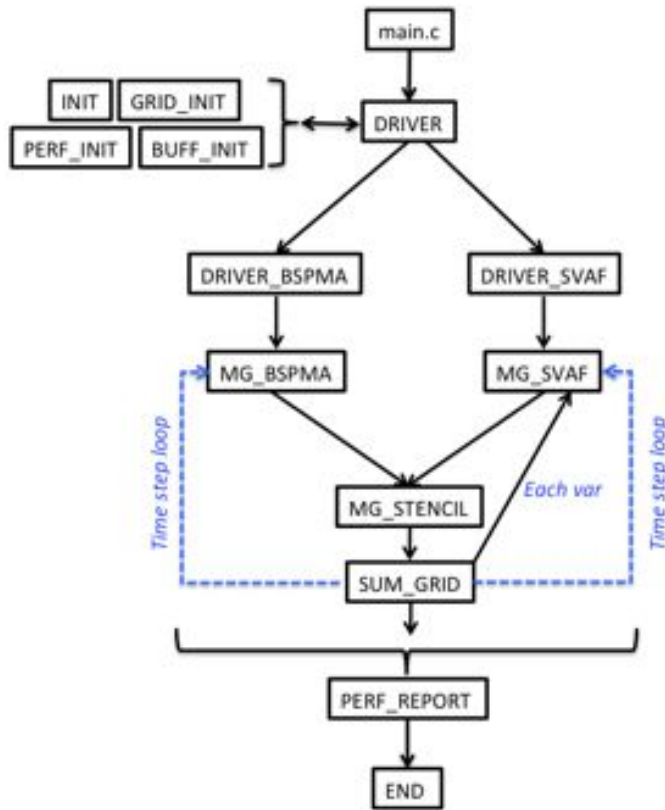 main.c
INIT
GRID_INIT
PERF_INIT
BUFF_INIT
DRIVER
DRIVER_BSPMA
DRIVER_SVAF
MG_BSPMA
MG_SVAF
Time step loop
Each var
Time step loop
MG_STENCIL
SUM_GRID
PERF_REPORT
END